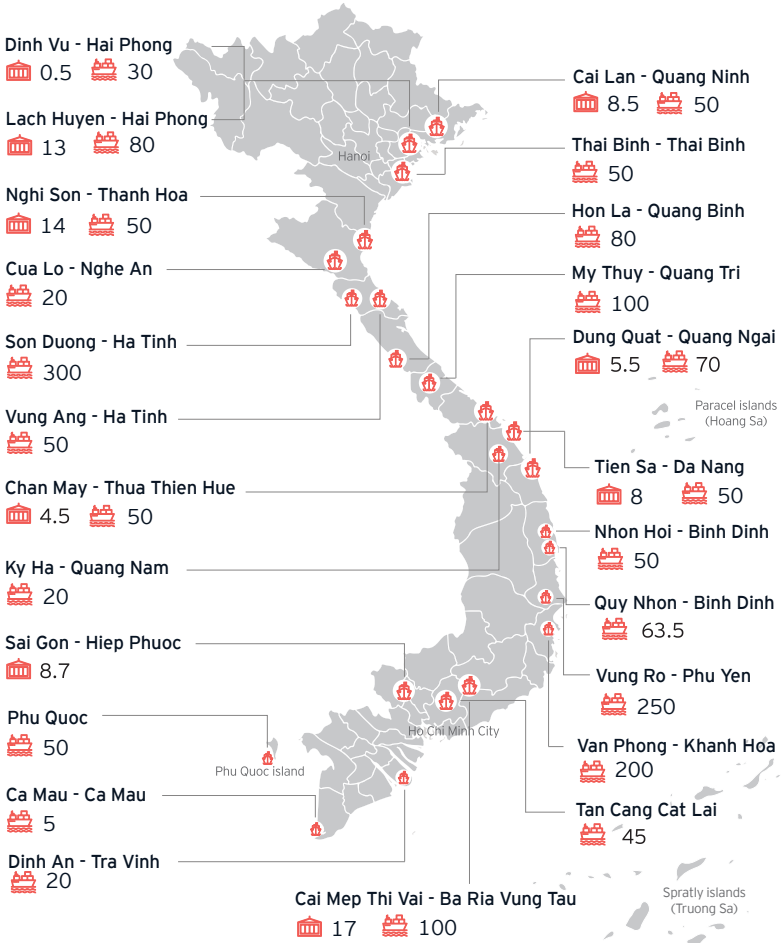 Dinh Vu - Hai Phong
0.5 30
Lach Huyen - Hai Phong
13 80
Nghi Son - Thanh Hoa
14 50
Cua Lo - Nghe An
20
Son Duong - Ha Tinh
300
Vung Ang - Ha Tinh
50
Chan May - Thua Thien Hue
4.5 50
Ky Ha - Quang Nam
20
Sai Gon - Hiep Phuoc
8.7
Phu Quoc
50
Ca Mau - Ca Mau
5
Dinh An - Tra Vinh
20
Hanoi
Ho Chi Minh City
Phu Quoc island
Cai Lan - Quang Ninh
8.5 50
Thai Binh - Thai Binh
50
Hon La - Quang Binh
80
My Thuy - Quang Tri
100
Dung Quat - Quang Ngai
5.5 70
Paracel islands
(Hoang Sa)
Tien Sa - Da Nang
8 50
Nhon Hoi - Binh Dinh
50
Quy Nhon - Binh Dinh
63.5
Vung Ro - Phu Yen
250
Van Phong - Khanh Hoa
200
Tan Cang Cat Lai
45
Spratly islands
(Truong Sa)
Cai Mep Thi Vai - Ba Ria Vung Tau
17 100